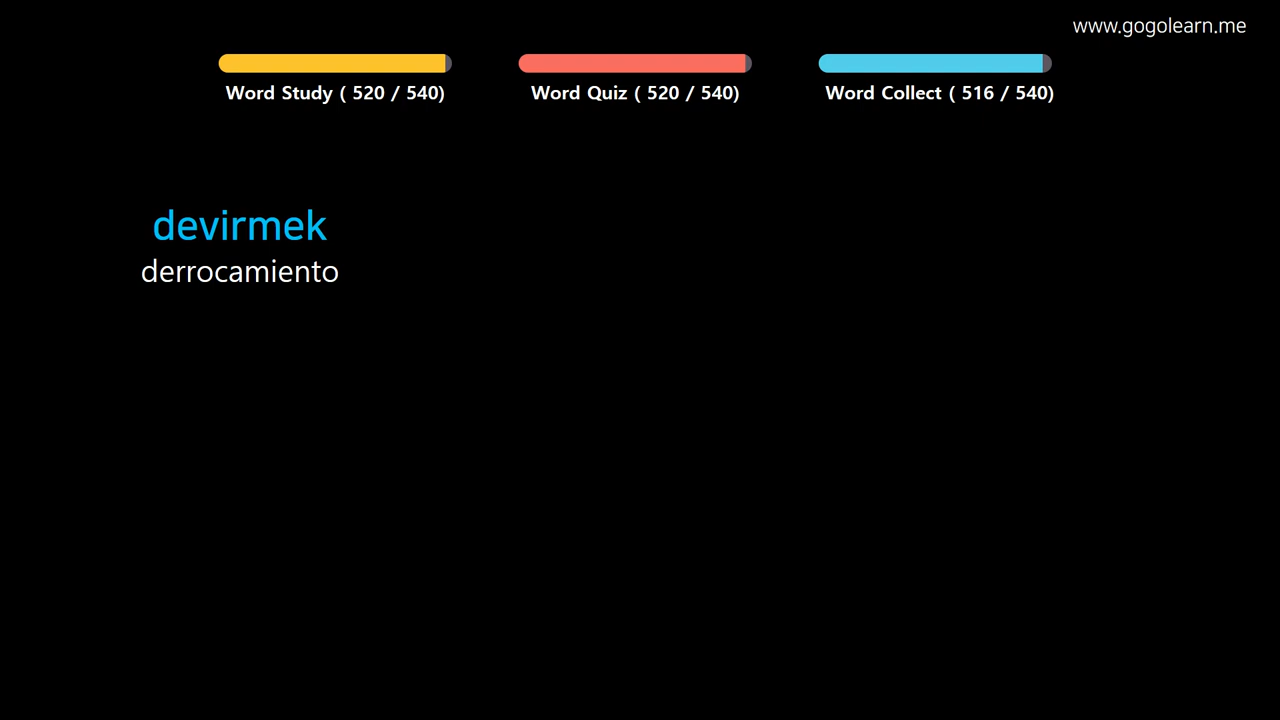 www.gogolearn.me
Word Study ( 520 / 540)
Word Quiz ( 520 / 540)
Word Collect ( 516 / 540)
devirmek
derrocamiento